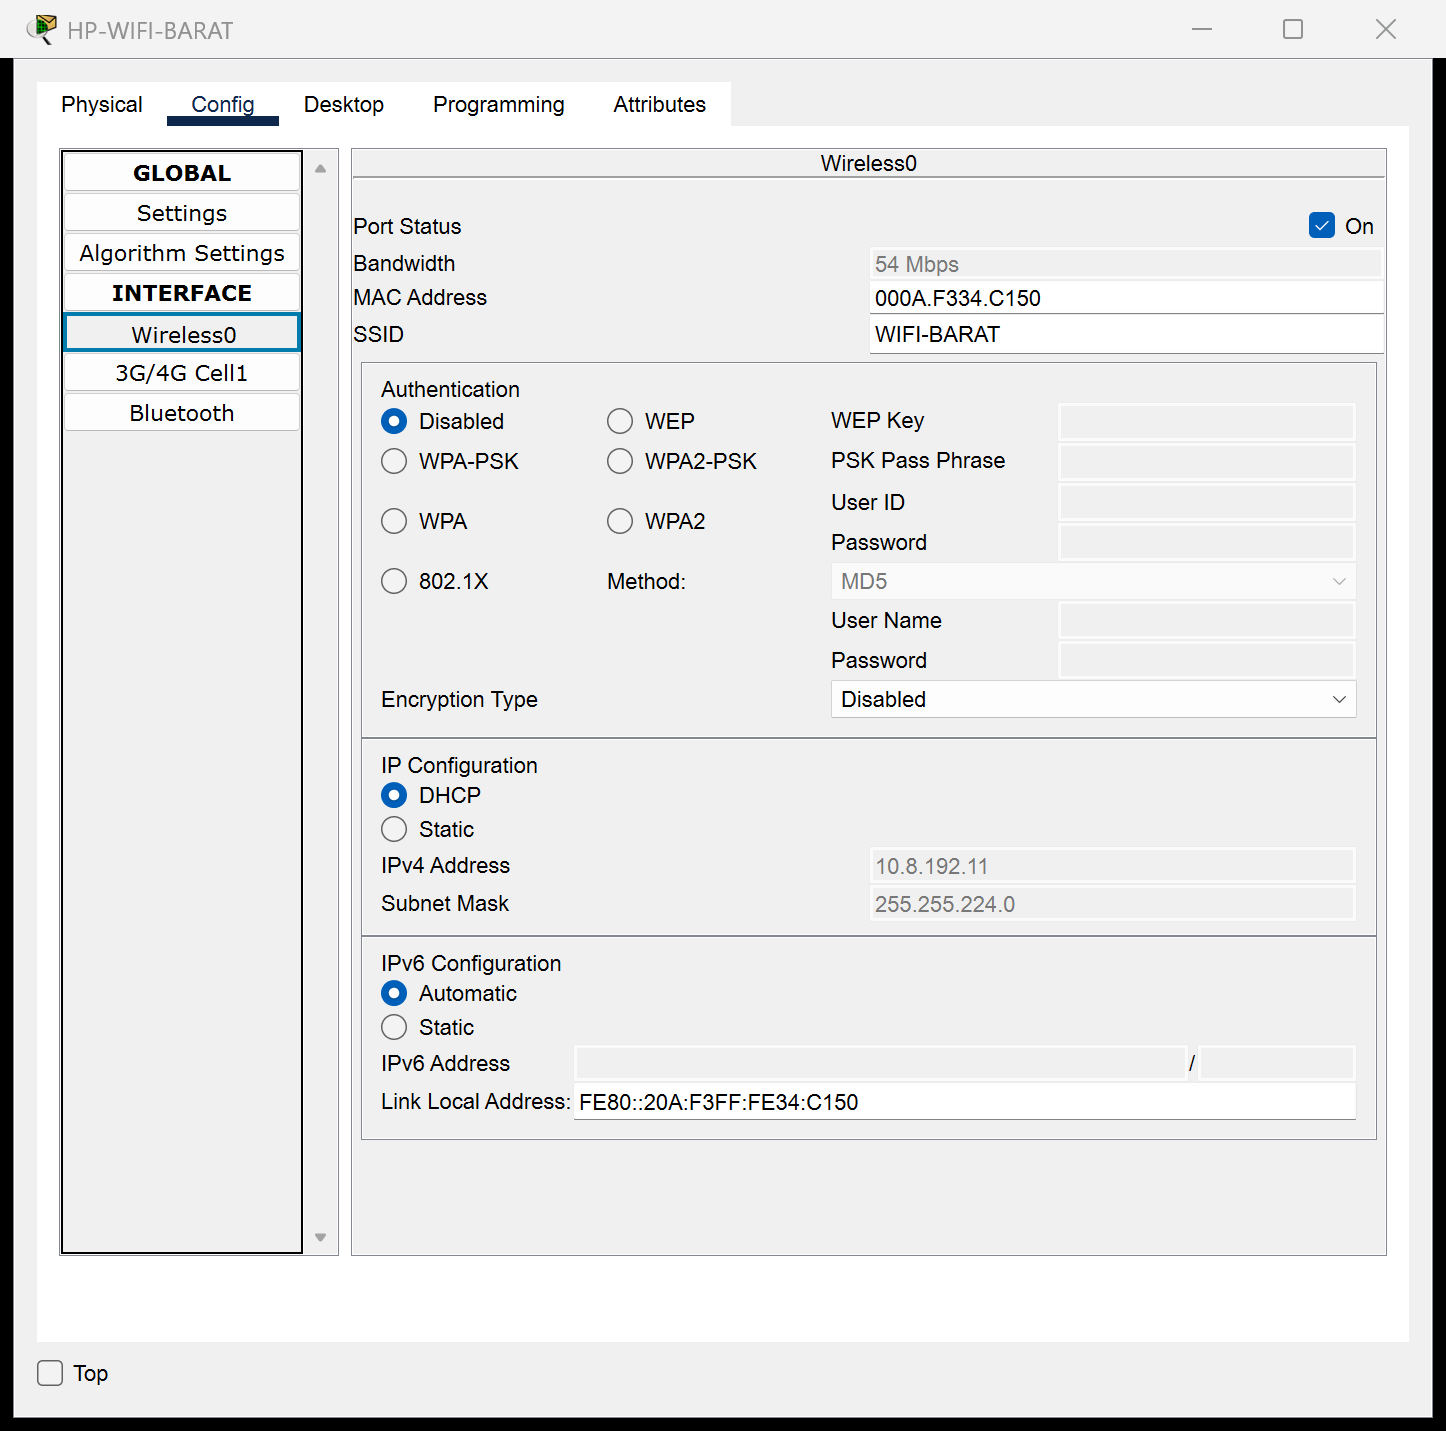 HP-WIFI-BARAT
Physical Config Desktop Programming Attributes
GLOBAL
Settings
Algorithm Settings
INTERFACE
Wireless0
3G/4G Cell1
Bluetooth
Wireless0
Port Status On
Bandwidth 54 Mbps
MAC Address 000A.F334.C150
SSID WIFI-BARAT
Authentication
Disabled WEP WEP Key
WPA-PSK WPA2-PSK PSK Pass Phrase
User ID
WPA WPA2
Password
802.1X Method: MD5
User Name
Password
Encryption Type Disabled
IP Configuration
DHCP
Static
IPv4 Address 10.8.192.11
Subnet Mask 255.255.224.0
IPv6 Configuration
Automatic
Static
IPv6 Address /
Link Local Address: FE80::20A:F3FF:FE34:C150
Top